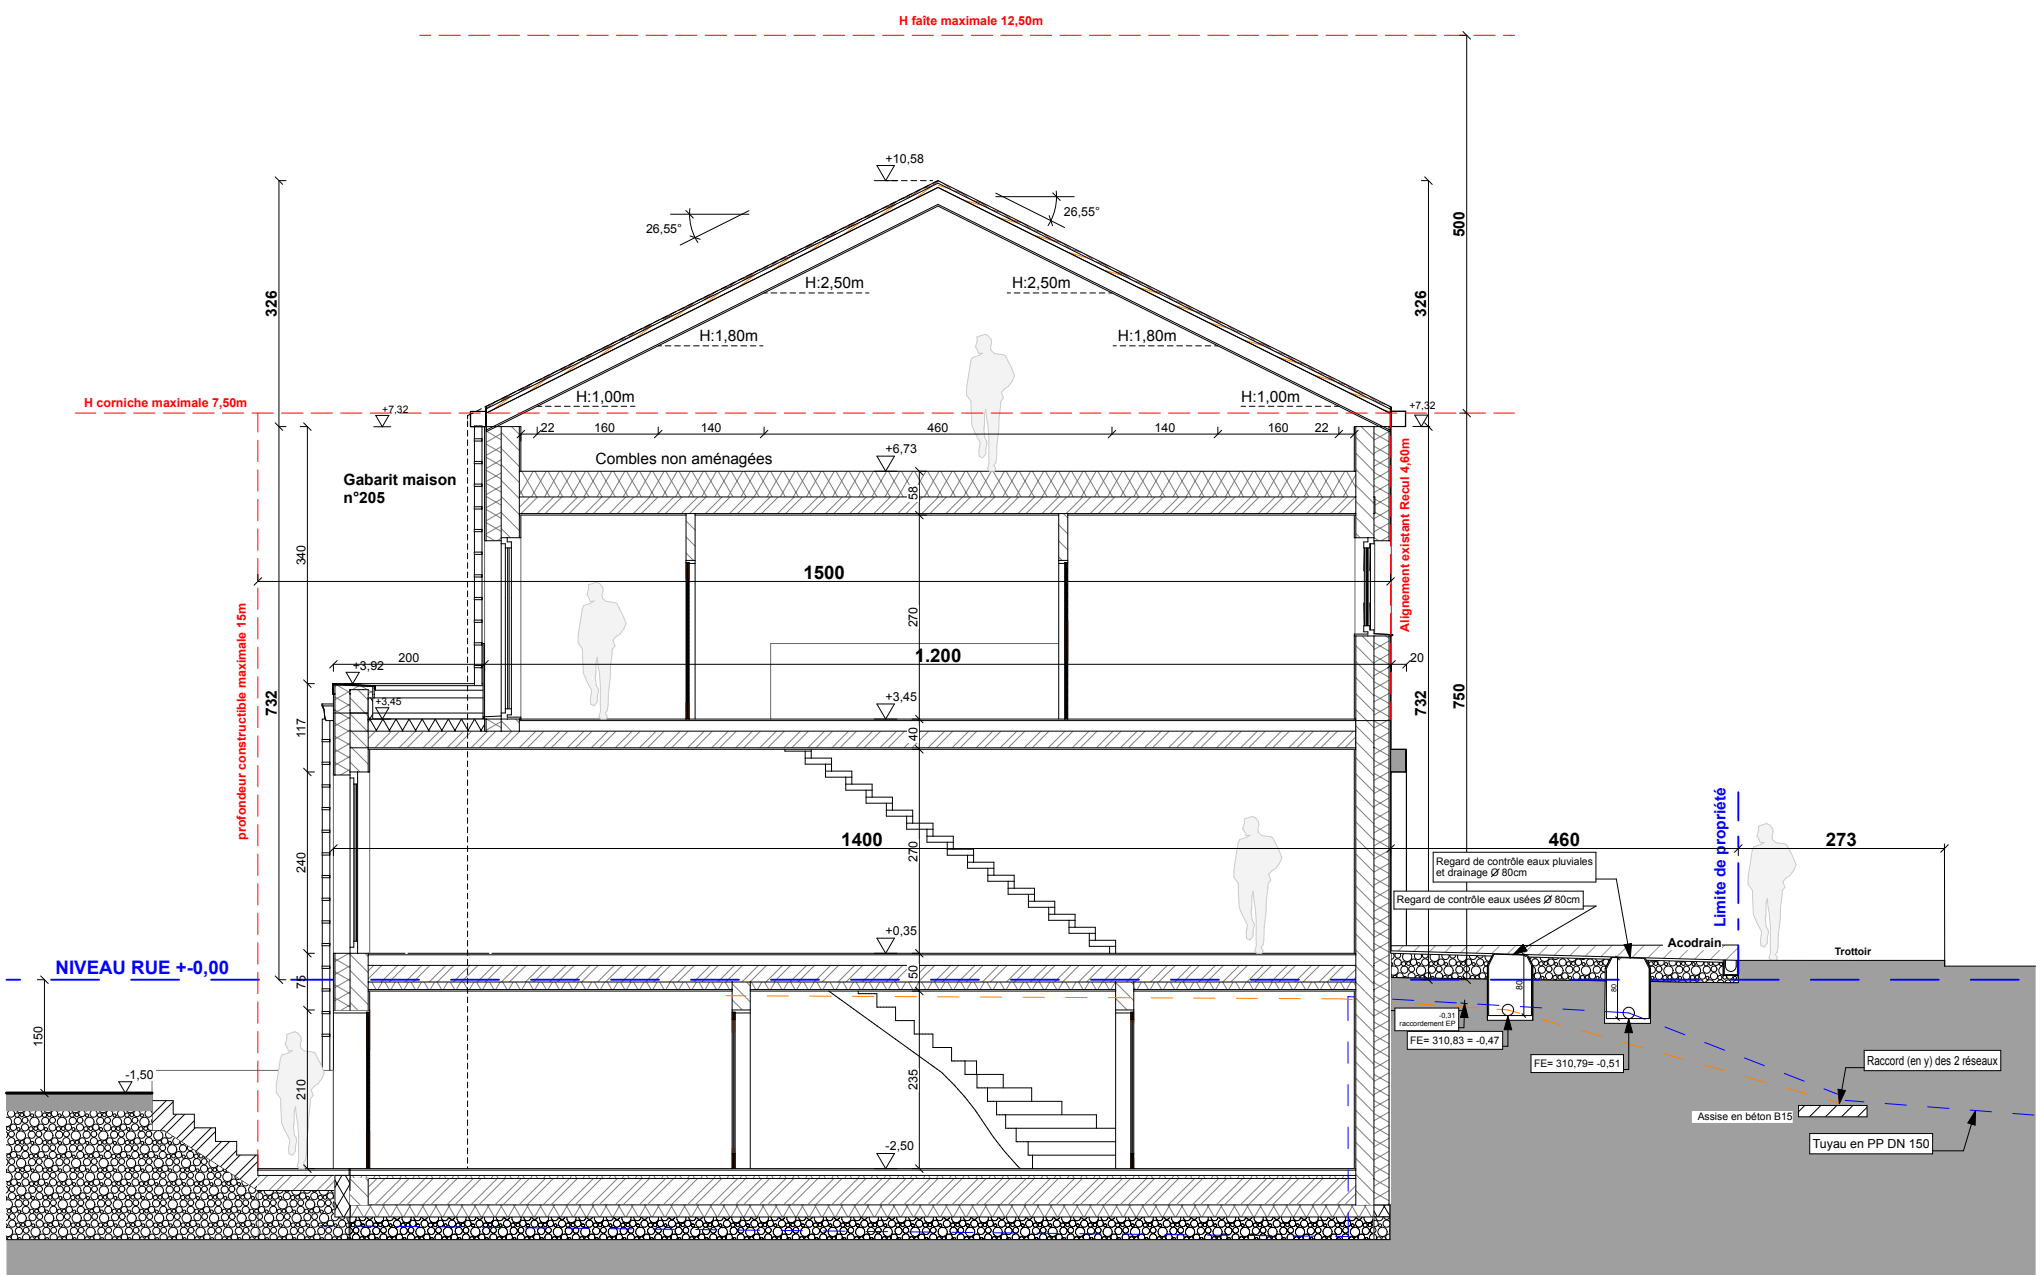 H faîte maximale 12,50m
+10,58
26,55°
26,55°
500
326
326
H:2,50m
H:2,50m
H:1,80m
H:1,80m
H:1,00m
H:1,00m
H corniche maximale 7,50m
+7,32
+7,32
22
160
140
460
140
160
22
Combles non aménagées
+6,73
Gabarit maison
n°205
58
Alignement existant Recul 4,60m
340
1500
270
profondeur constructible maximale 15m
200
1.200
20
+3,92
+3,45
+3,45
732
732
750
117
40
Limite de propriété
1400
270
460
273
240
Regard de contrôle eaux pluviales
et drainage Ø 80cm
Regard de contrôle eaux usées Ø 80cm
+0,35
Acodrain
Trottoir
NIVEAU RUE +-0,00
75
50
80
80
150
-0,31
raccordement EP
FE= 310,83 = -0,47
FE= 310,79= -0,51
Raccord (en y) des 2 réseaux
-1,50
210
235
Assise en béton B15
Tuyau en PP DN 150
-2,50